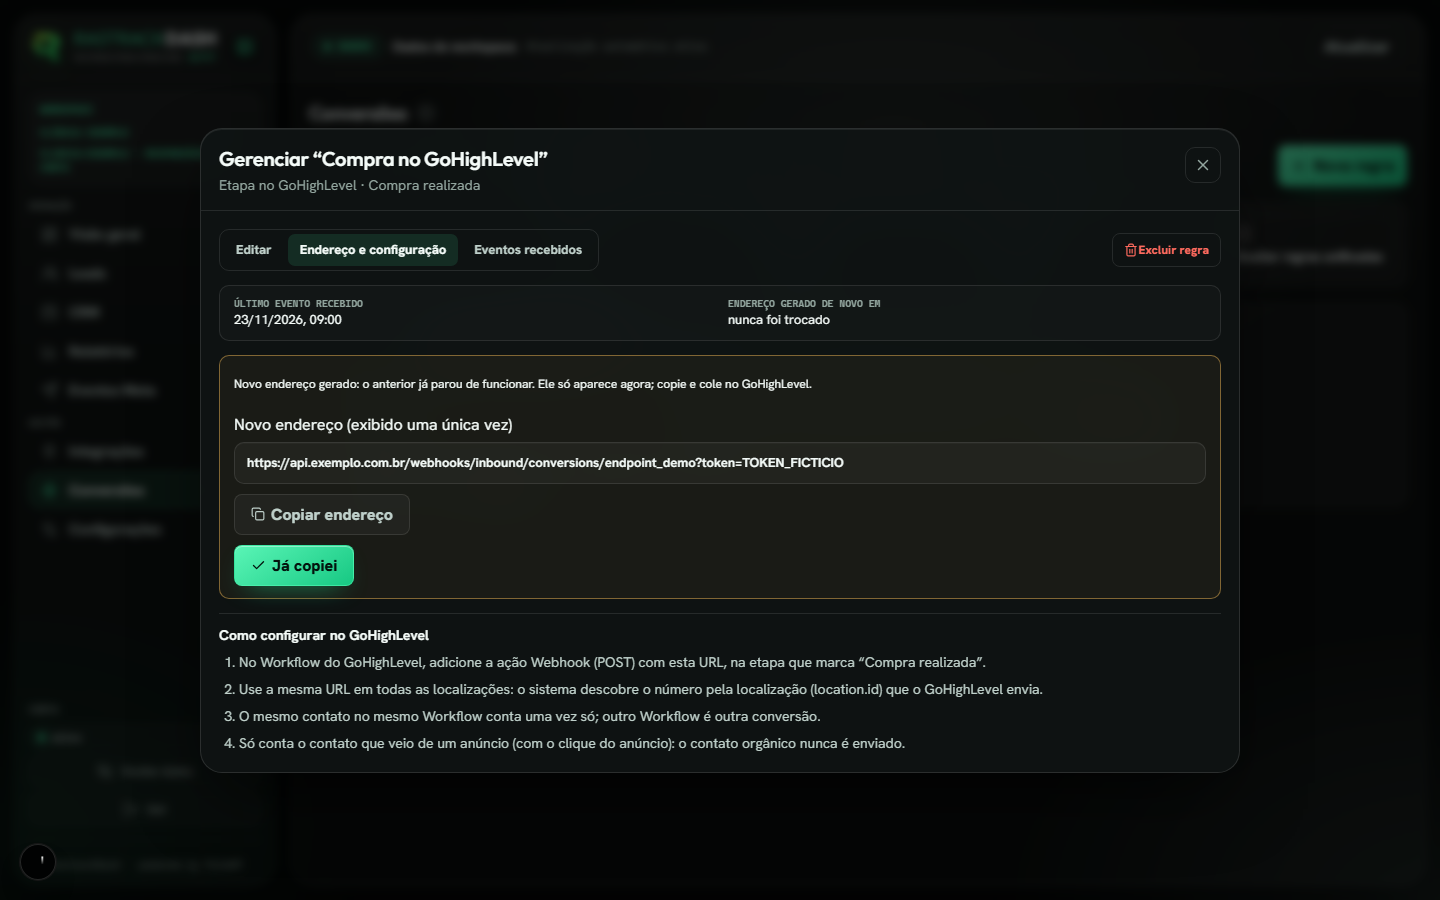 Gerenciar “Compra no GoHighLevel”
Etapa no GoHighLevel · Compra realizada
Editar
Endereço e configuração
Eventos recebidos
Excluir regra
ÚLTIMO EVENTO RECEBIDO
23/11/2026, 09:00
ENDEREÇO GERADO DE NOVO EM
nunca foi trocado
Novo endereço gerado: o anterior já parou de funcionar. Ele só aparece agora; copie e cole no GoHighLevel.
Novo endereço (exibido uma única vez)
https://api.exemplo.com.br/webhooks/inbound/conversions/endpoint_demo?token=TOKEN_FICTICIO
Copiar endereço
Já copiei
Como configurar no GoHighLevel
1. No Workflow do GoHighLevel, adicione a ação Webhook (POST) com esta URL, na etapa que marca “Compra realizada”.
2. Use a mesma URL em todas as localizações: o sistema descobre o número pela localização (location.id) que o GoHighLevel envia.
3. O mesmo contato no mesmo Workflow conta uma vez só; outro Workflow é outra conversão.
4. Só conta o contato que veio de um anúncio (com o clique do anúncio): o contato orgânico nunca é enviado.